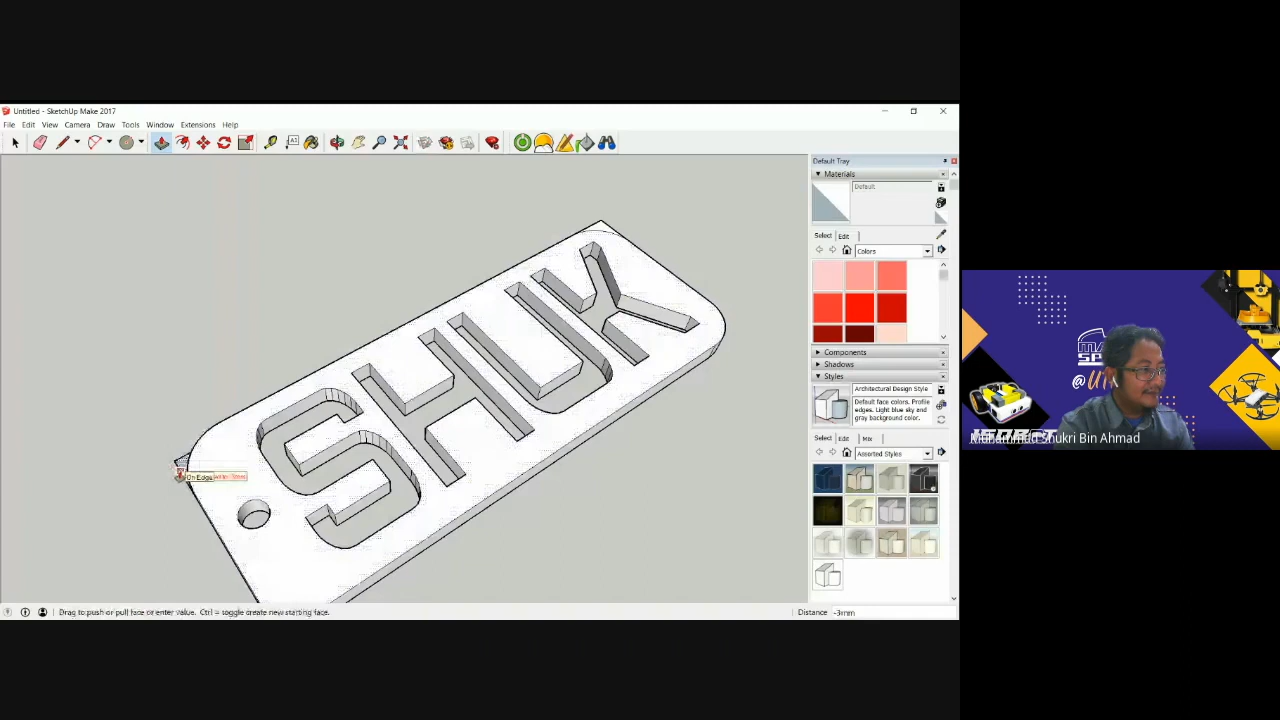 Untitled - SketchUp Make 2017
File Edit View Camera Draw Tools Window Extensions Help
Default Tray
Materials
Default
Select Edit
Colors
Components
Shadows
Styles
Architectural Design Style
Default face colors. Profile
edges. Light blue sky and
gray background color.
Select Edit Mix
Assorted Styles
SHUK
On Edge
Drag to push or pull face or enter value. Ctrl = toggle create new starting face.
Distance -3mm
Muhammad Shukri Bin Ahmad